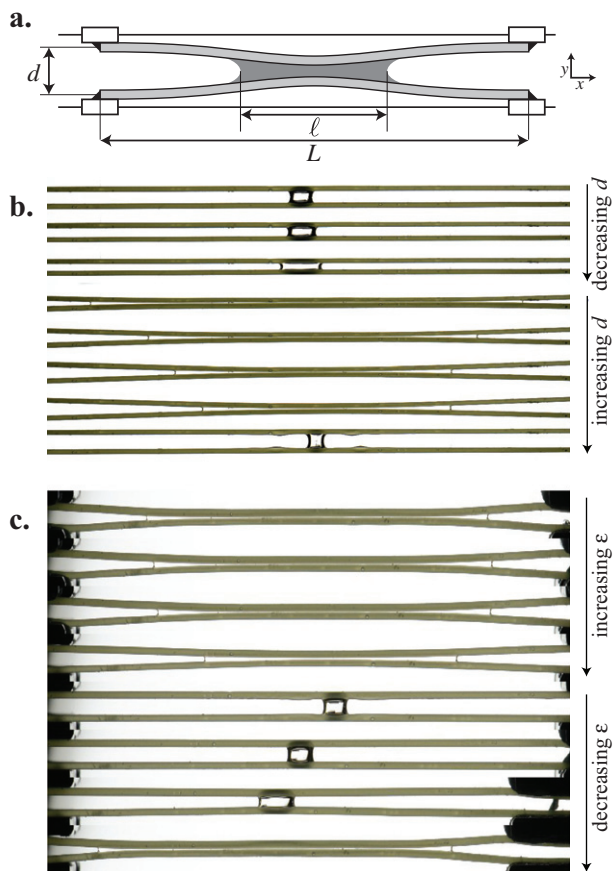 a.
d
ℓ
L
y
x
b.
decreasing d
increasing d
c.
increasing ε
decreasing ε